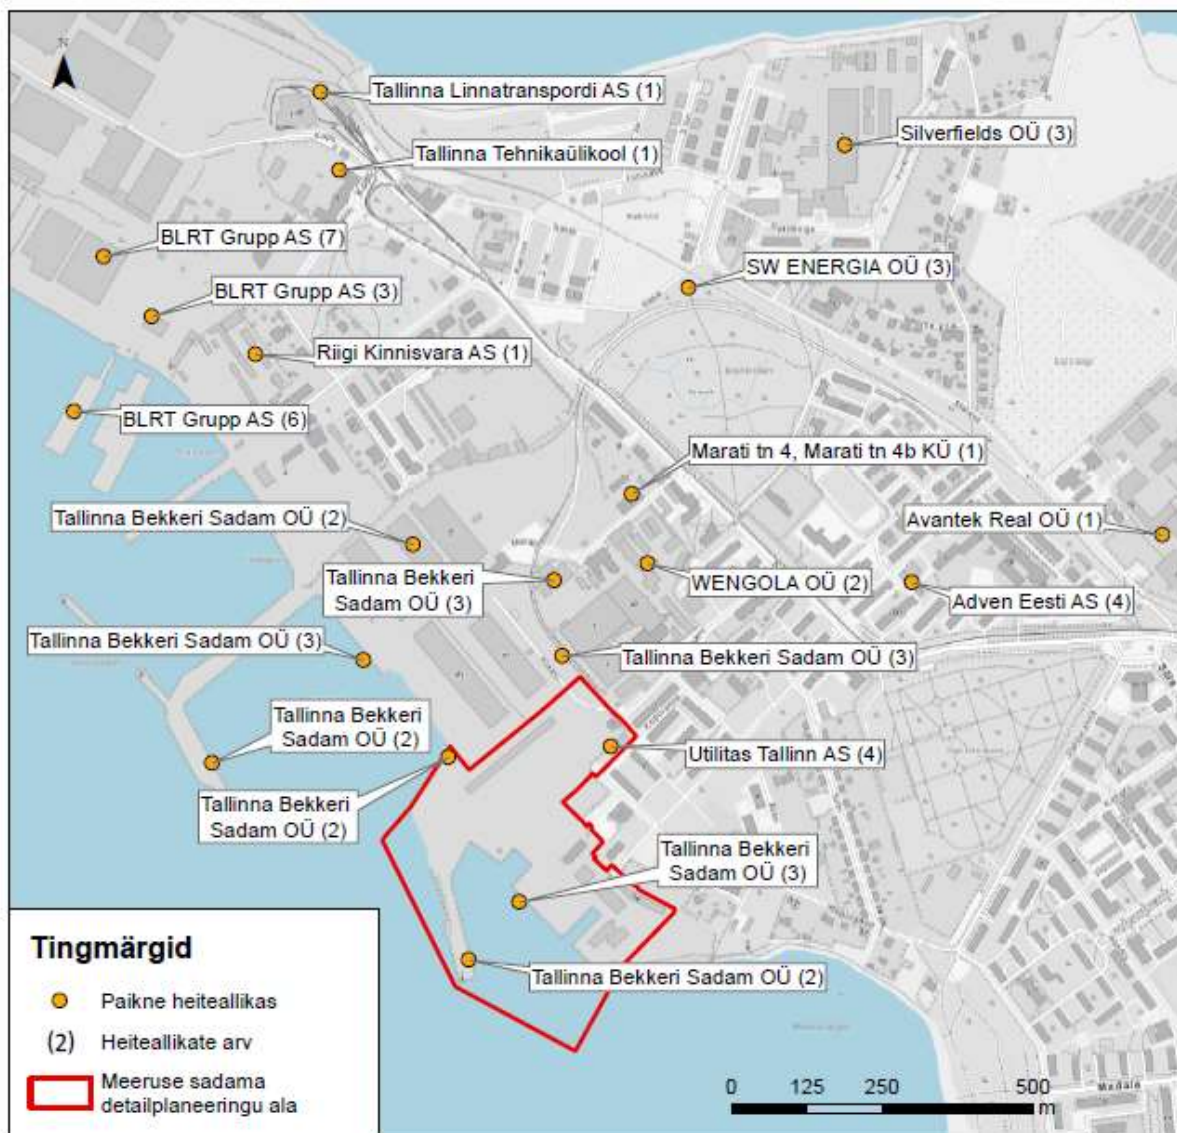 N
Tallinna Linnatranspordi AS (1)
Silverfields OÜ (3)
Tallinna Tehnikaülikool (1)
BLRT Grupp AS (7)
SW ENERGIA OÜ (3)
BLRT Grupp AS (3)
Riigi Kinnisvara AS (1)
BLRT Grupp AS (6)
Marati tn 4, Marati tn 4b KÜ (1)
Tallinna Bekkeri Sadam OÜ (2)
Avantek Real OÜ (1)
Tallinna Bekkeri
Sadam OÜ (3)
WENGOLA OÜ (2)
Adven Eesti AS (4)
Tallinna Bekkeri Sadam OÜ (3)
Tallinna Bekkeri Sadam OÜ (3)
Tallinna Bekkeri
Sadam OÜ (2)
Utilitas Tallinn AS (4)
Tallinna Bekkeri
Sadam OÜ (2)
Tallinna Bekkeri
Sadam OÜ (3)
Tallinna Bekkeri Sadam OÜ (2)
Tingmärgid
Paikne heiteallikas
(2) Heiteallikate arv
Meeruse sadama
detailplaneeringu ala
0 125 250 500
m